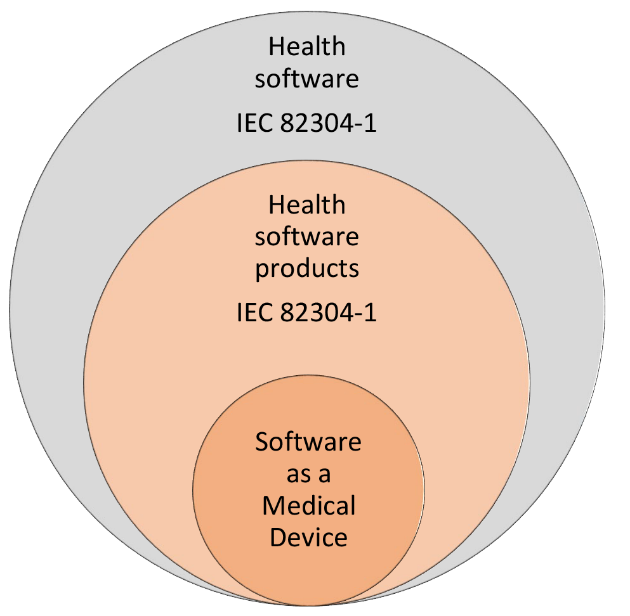 Health
software
IEC 82304-1
Health
software
products
IEC 82304-1
Software
as a
Medical
Device